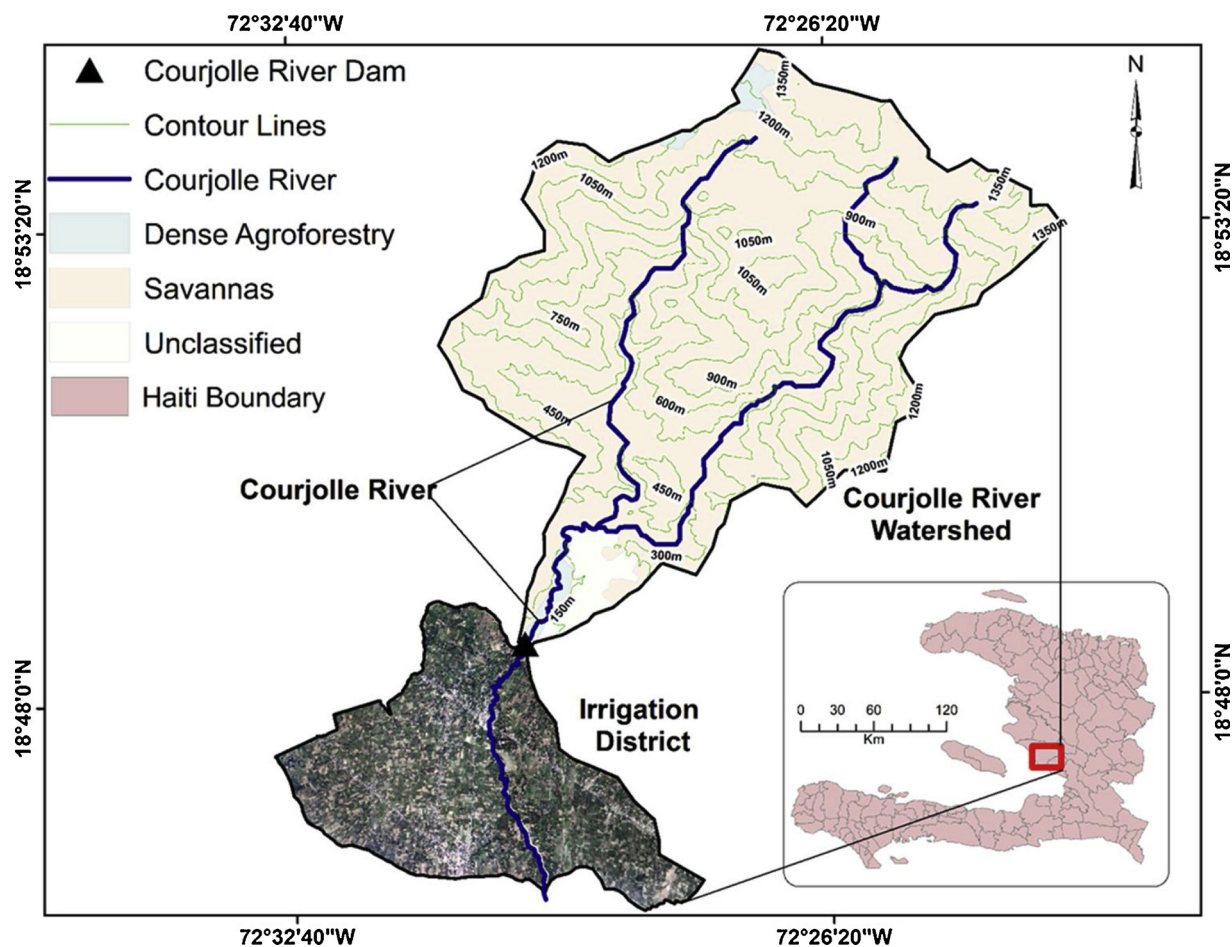 72°32'40"W
72°26'20"W
Courjolle River Dam
Contour Lines
Courjolle River
Dense Agroforestry
Savannas
Unclassified
Haiti Boundary
N
18°53'20"N
18°53'20"N
1350m
1200m
1200m
1050m
1350m
900m
1350m
1050m
1050m
750m
900m
600m
450m
1200m
1050m
1200m
450m
Courjolle River
Courjolle River
Watershed
300m
150m
18°48'0"N
18°48'0"N
Irrigation
District
0 30 60 120
Km
72°32'40"W
72°26'20"W